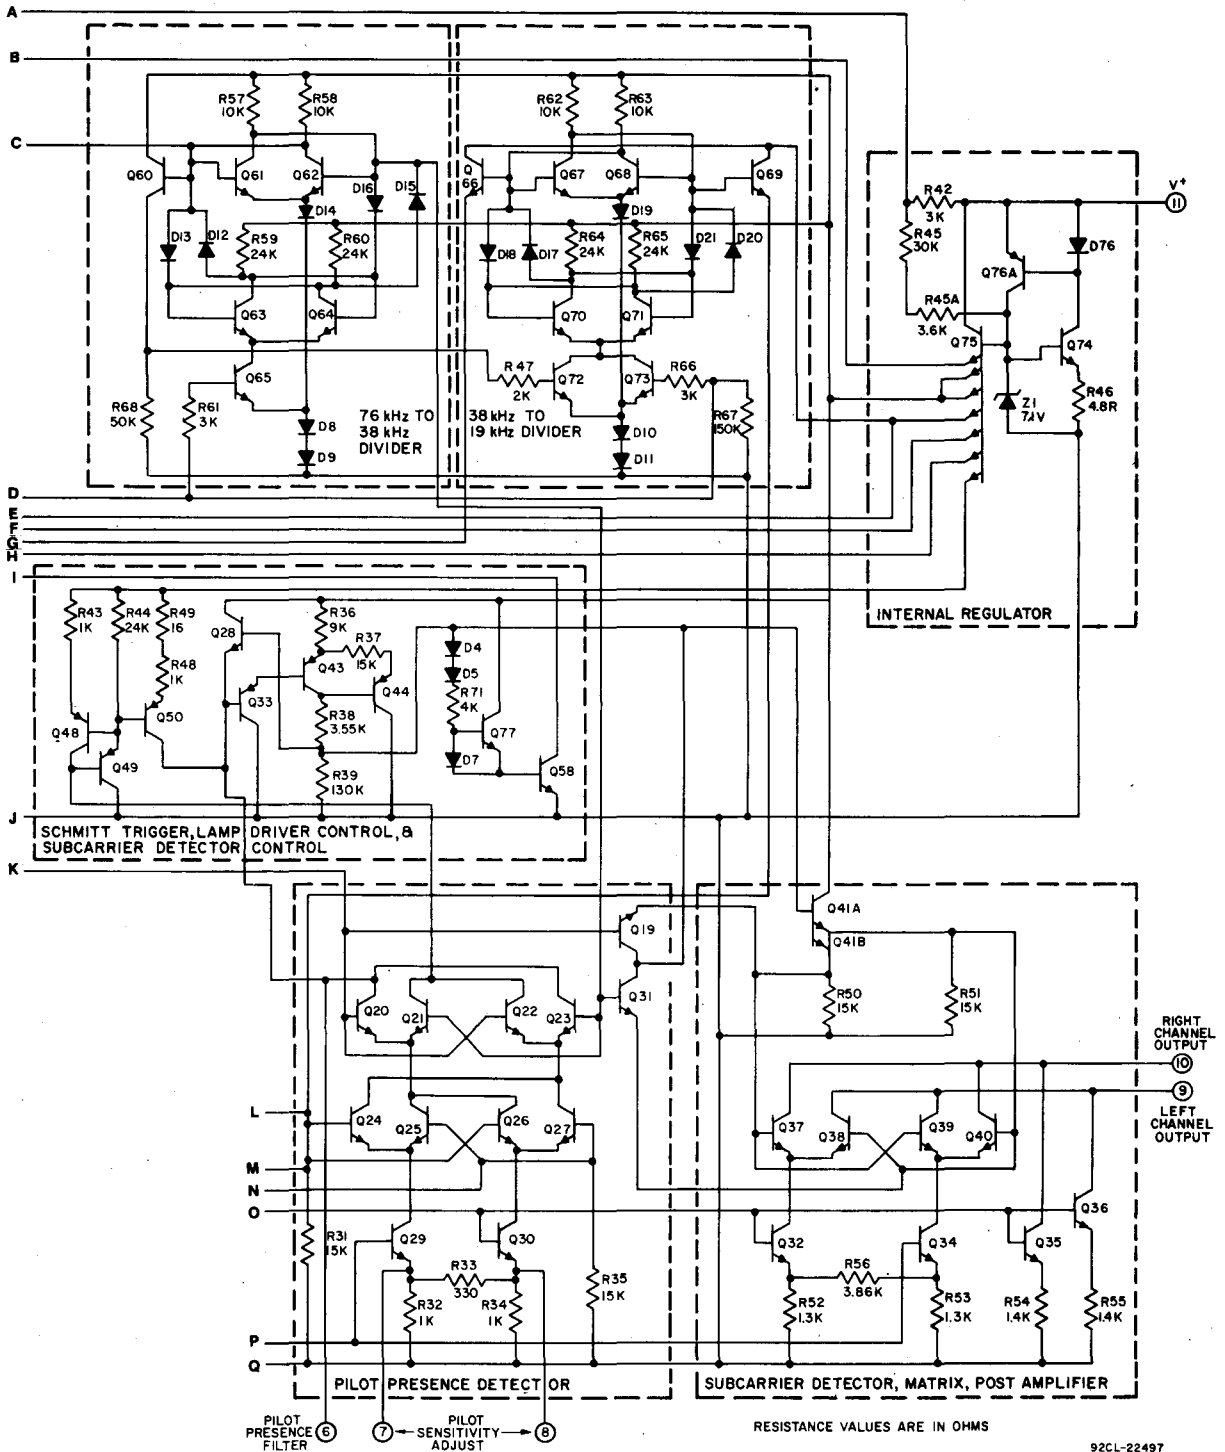 A
B
C
D
E
F
G
H
I
J
K
L
M
N
O
P
Q
R57
10K
R58
10K
Q60
Q61
Q62
D16
D15
D14
D13
D12
R59
24K
R60
24K
Q63
Q64
Q65
R68
50K
R61
3K
D8
D9
76 kHz TO
38 kHz
DIVIDER
R62
10K
R63
10K
Q
66
Q67
Q68
Q69
D19
D18
D17
R64
24K
R65
24K
D21
D20
Q70
Q71
R47
2K
Q72
Q73
R66
3K
R67
150K
D10
D11
38 kHz TO
19 kHz DIVIDER
R42
3K
R45
30K
V+
11
D76
Q76A
R45A
3.6K
Q75
Q74
Z1
7.1V
R46
4.8R
INTERNAL REGULATOR
R43
1K
R44
24K
R49
16
R48
1K
Q28
R36
9K
R37
15K
Q43
Q44
Q33
R38
3.55K
R39
130K
Q48
Q49
Q50
D4
D5
R71
4K
Q77
D7
Q58
SCHMITT TRIGGER, LAMP DRIVER CONTROL, &
SUBCARRIER DETECTOR CONTROL
Q19
Q31
Q20
Q21
Q22
Q23
Q24
Q25
Q26
Q27
R31
15K
Q29
Q30
R33
330
R32
1K
R34
1K
R35
15K
PILOT PRESENCE DETECTOR
Q41A
Q41B
R50
15K
R51
15K
RIGHT
CHANNEL
OUTPUT
10
9
LEFT
CHANNEL
OUTPUT
Q37
Q38
Q39
Q40
Q32
Q34
Q35
Q36
R56
3.86K
R52
1.3K
R53
1.3K
R54
1.4K
R55
1.4K
SUBCARRIER DETECTOR, MATRIX, POST AMPLIFIER
PILOT
PRESENCE
FILTER
6
7
PILOT
SENSITIVITY
ADJUST
8
RESISTANCE VALUES ARE IN OHMS
92CL-22497